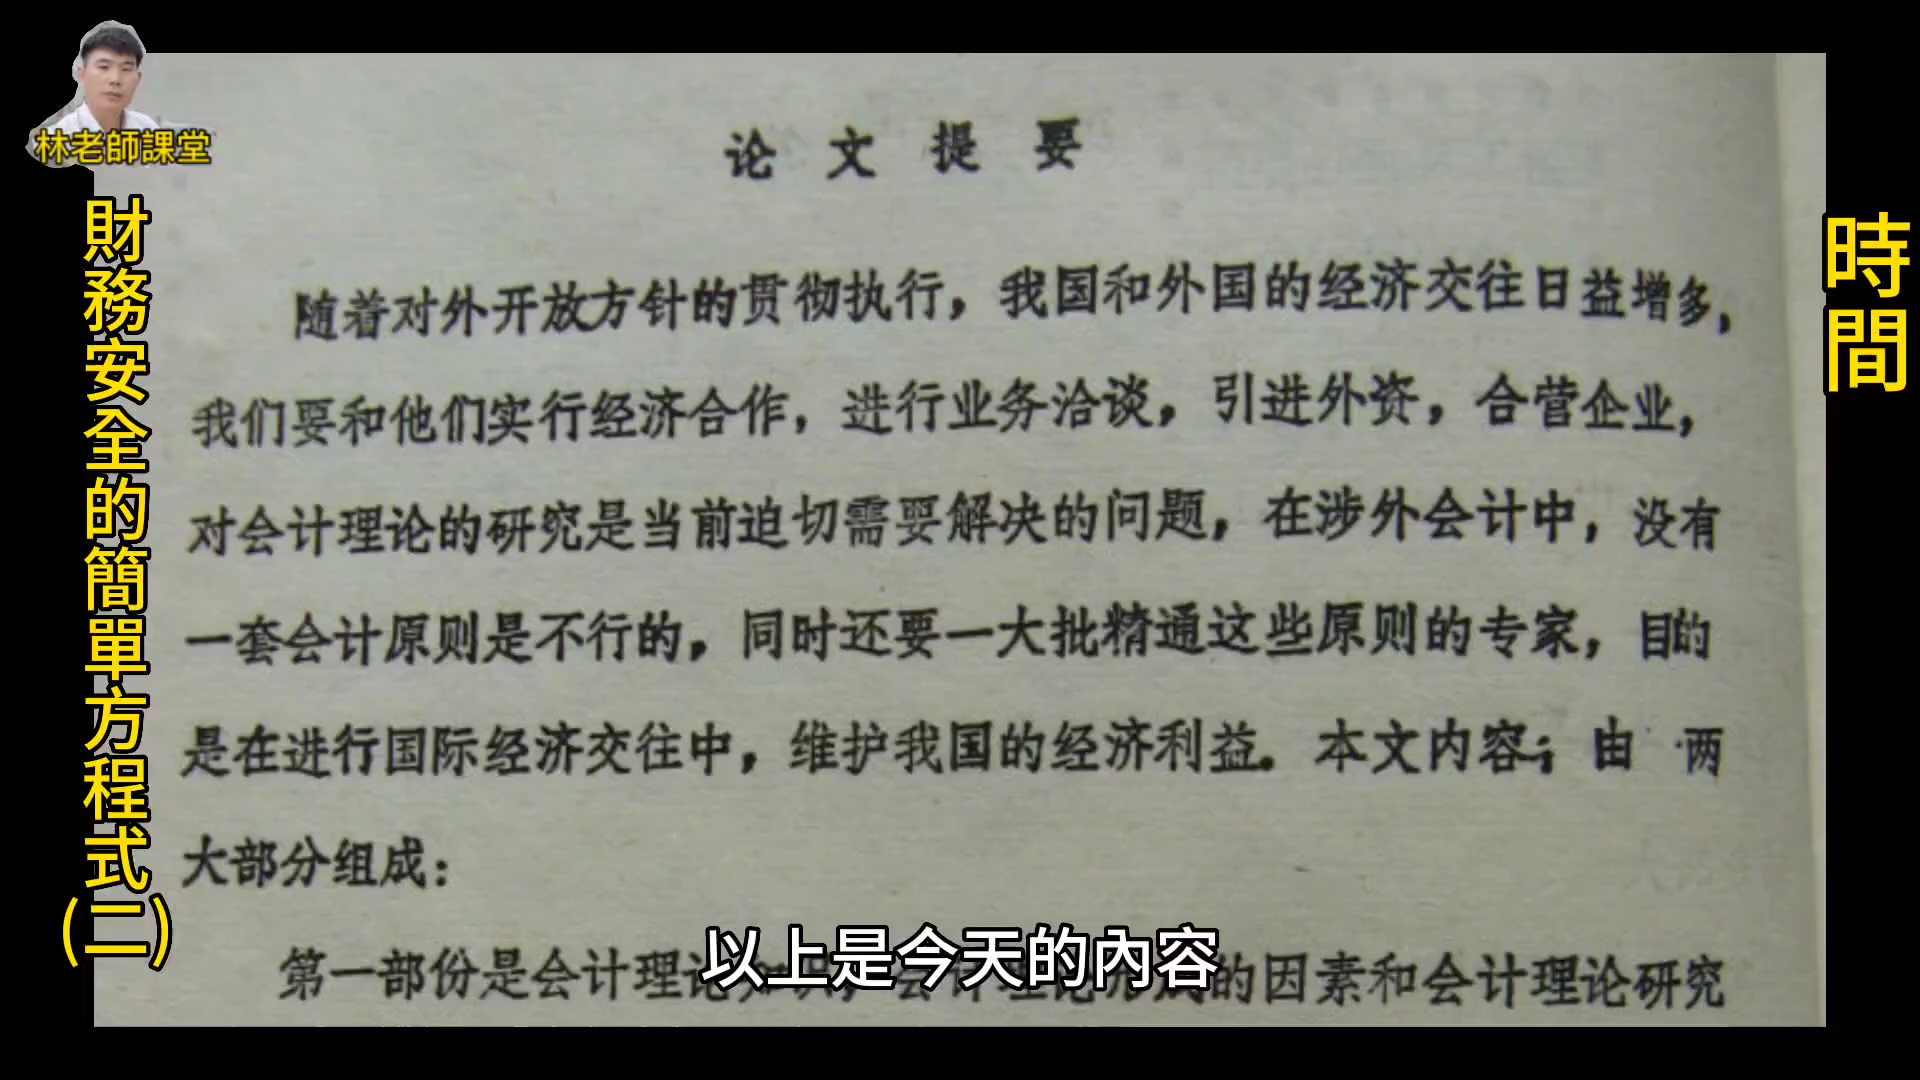 林老師課堂
財務安全的簡單方程式(二)
時間
论文提要
随着对外开放方针的贯彻执行，我国和外国的经济交往日益增多，
我们要和他们实行经济合作，进行业务洽谈，引进外资，合营企业，
对会计理论的研究是当前迫切需要解决的问题，在涉外会计中，没有
一套会计原则是不行的，同时还要一大批精通这些原则的专家，目的
是在进行国际经济交往中，维护我国的经济利益。本文内容；由两
大部分组成：
第一部份是会计理论的因素和会计理论研究
以上是今天的內容